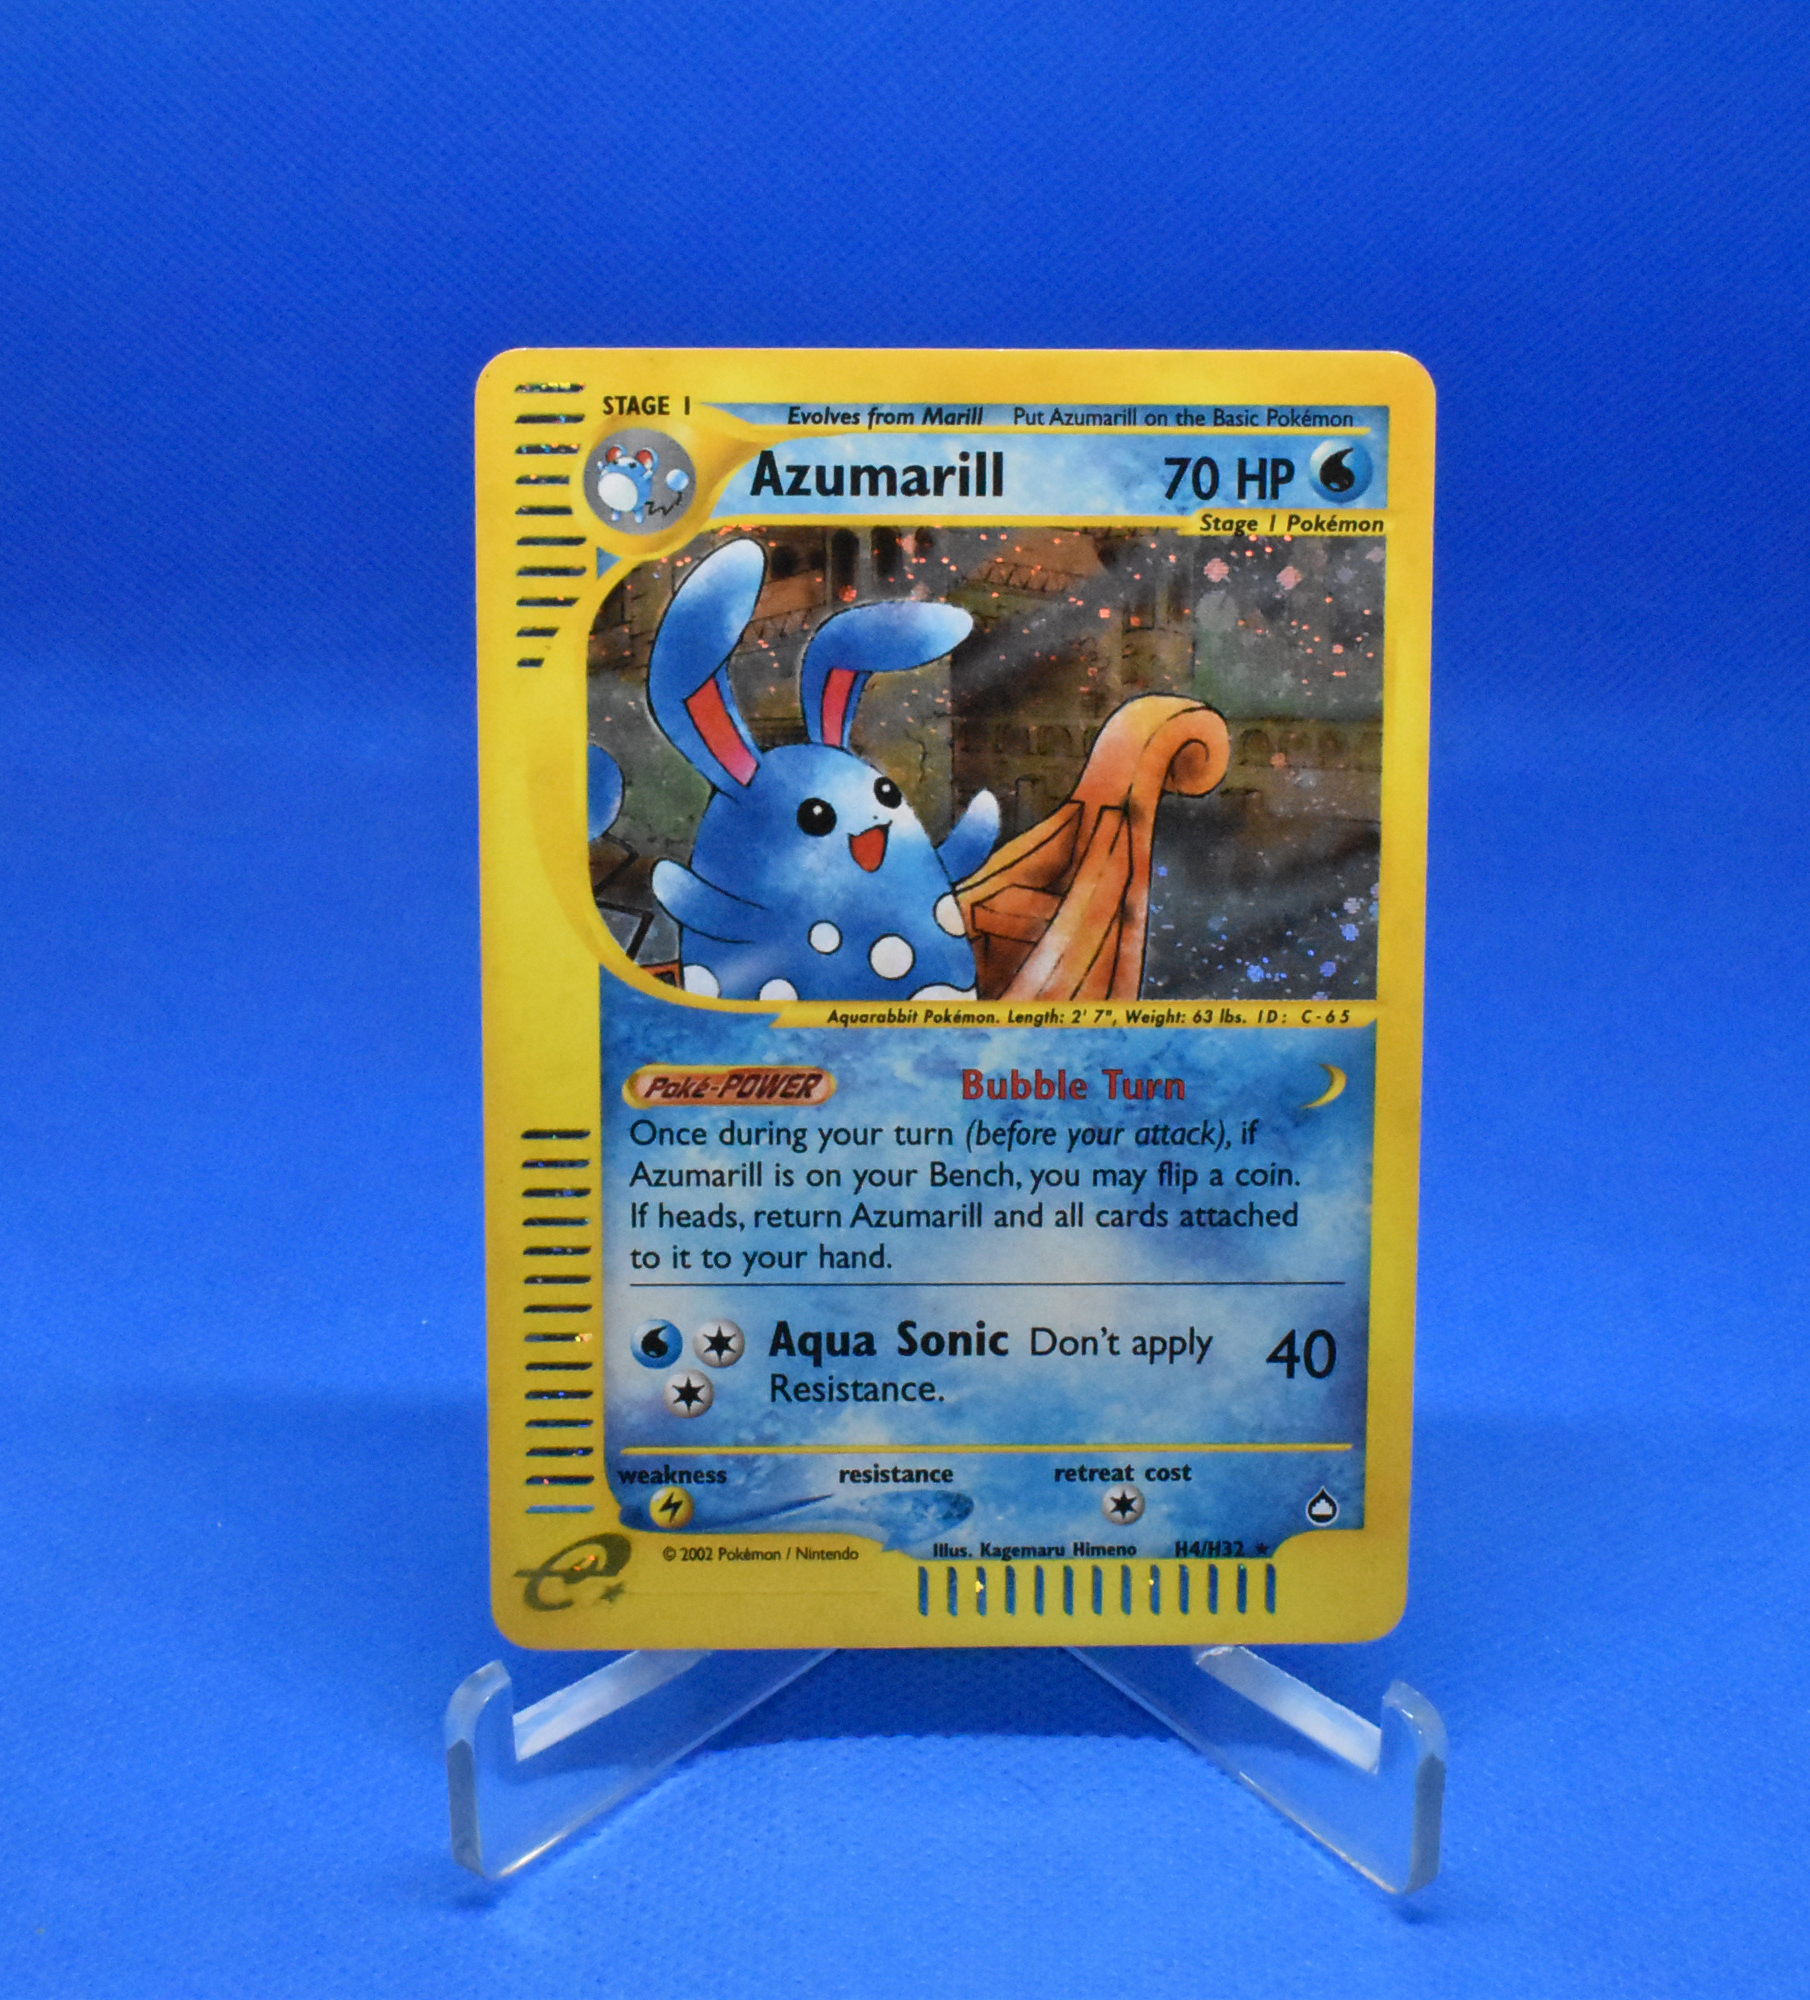 STAGE 1
Evolves from Marill Put Azumarill on the Basic Pokémon
Azumarill 70 HP
Stage 1 Pokémon
Aquarabbit Pokémon. Length: 2' 7", Weight: 63 lbs. ID: C-65
Poké-POWER Bubble Turn
Once during your turn (before your attack), if
Azumarill is on your Bench, you may flip a coin.
If heads, return Azumarill and all cards attached
to it to your hand.
Aqua Sonic Don't apply 40
Resistance.
weakness resistance retreat cost
e
© 2002 Pokémon / Nintendo Illus. Kagemaru Himeno H4/H32 ★